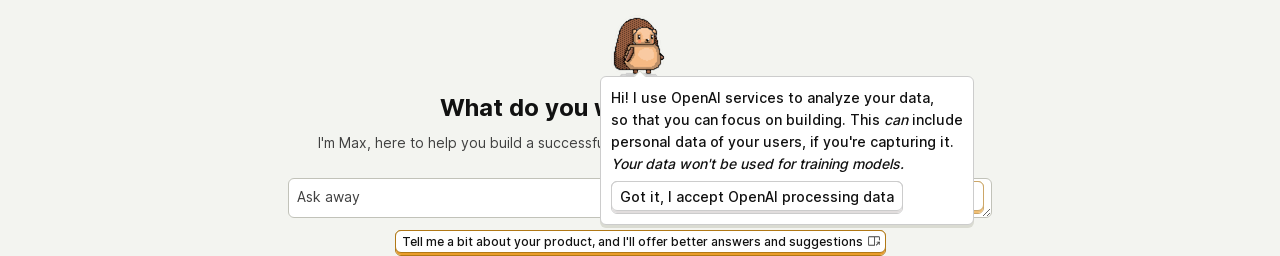 What do you
I'm Max, here to help you build a
Hi! I use OpenAI services to analyze your data,
so that you can focus on building. This can include
personal data of your users, if you're capturing it.
Your data won't be used for training models.
Ask away
Got it, I accept OpenAI processing data
Tell me a bit about your product, and I'll offer better answers and suggestions